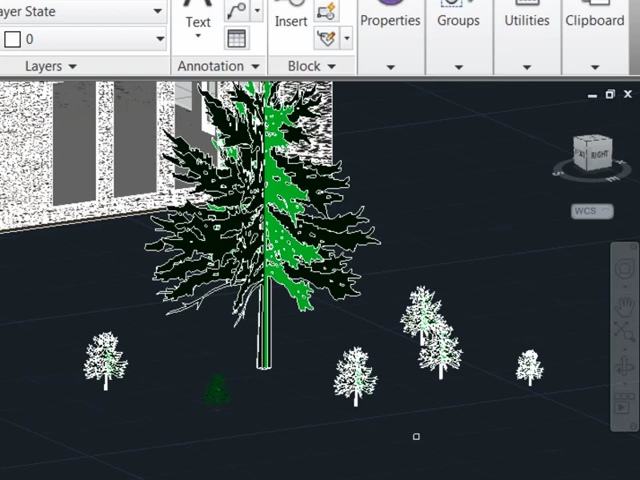 ayer State
0
Layers
Text
Annotation
Insert
Block
Properties
Groups
Utilities
Clipboard
RIGHT
WCS